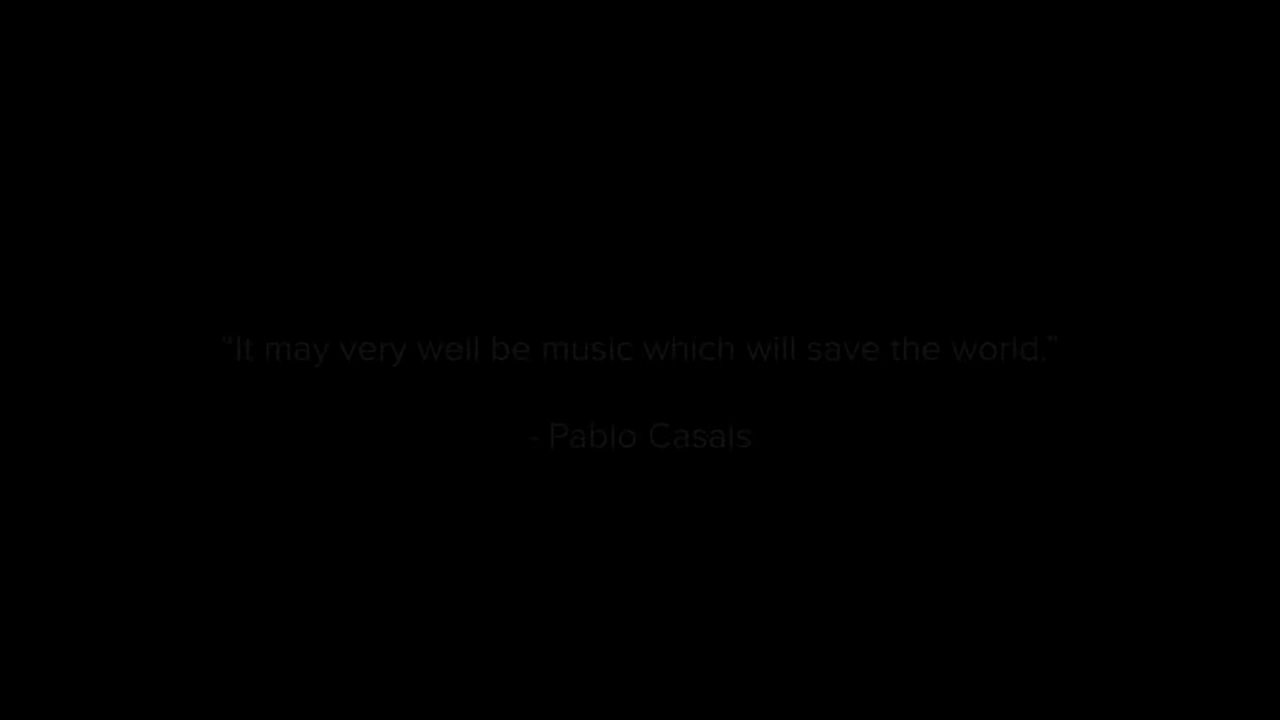 “It may very well be music which will save the world.”
- Pablo Casals